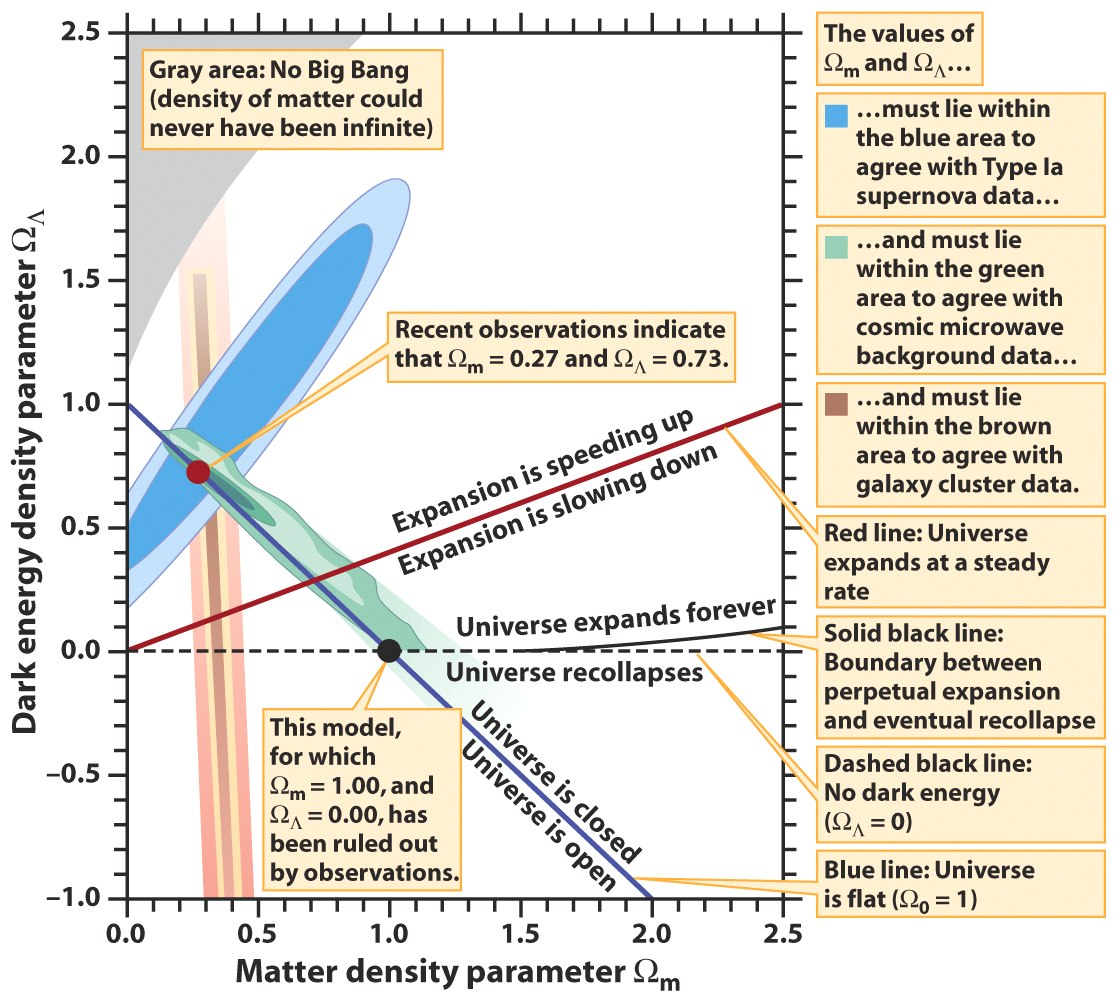 2.5
2.0
1.5
1.0
0.5
0.0
−0.5
−1.0
Dark energy density parameter ΩΛ
0.0
0.5
1.0
1.5
2.0
2.5
Matter density parameter Ωm
Gray area: No Big Bang
(density of matter could
never have been infinite)
Recent observations indicate
that Ωm = 0.27 and ΩΛ = 0.73.
Expansion is speeding up
Expansion is slowing down
Universe expands forever
Universe recollapses
This model,
for which
Ωm = 1.00, and
ΩΛ = 0.00, has
been ruled out
by observations.
Universe is closed
Universe is open
The values of
Ωm and ΩΛ…
…must lie within
the blue area to
agree with Type Ia
supernova data…
…and must lie
within the green
area to agree with
cosmic microwave
background data…
…and must lie
within the brown
area to agree with
galaxy cluster data.
Red line: Universe
expands at a steady
rate
Solid black line:
Boundary between
perpetual expansion
and eventual recollapse
Dashed black line:
No dark energy
(ΩΛ = 0)
Blue line: Universe
is flat (Ω0 = 1)